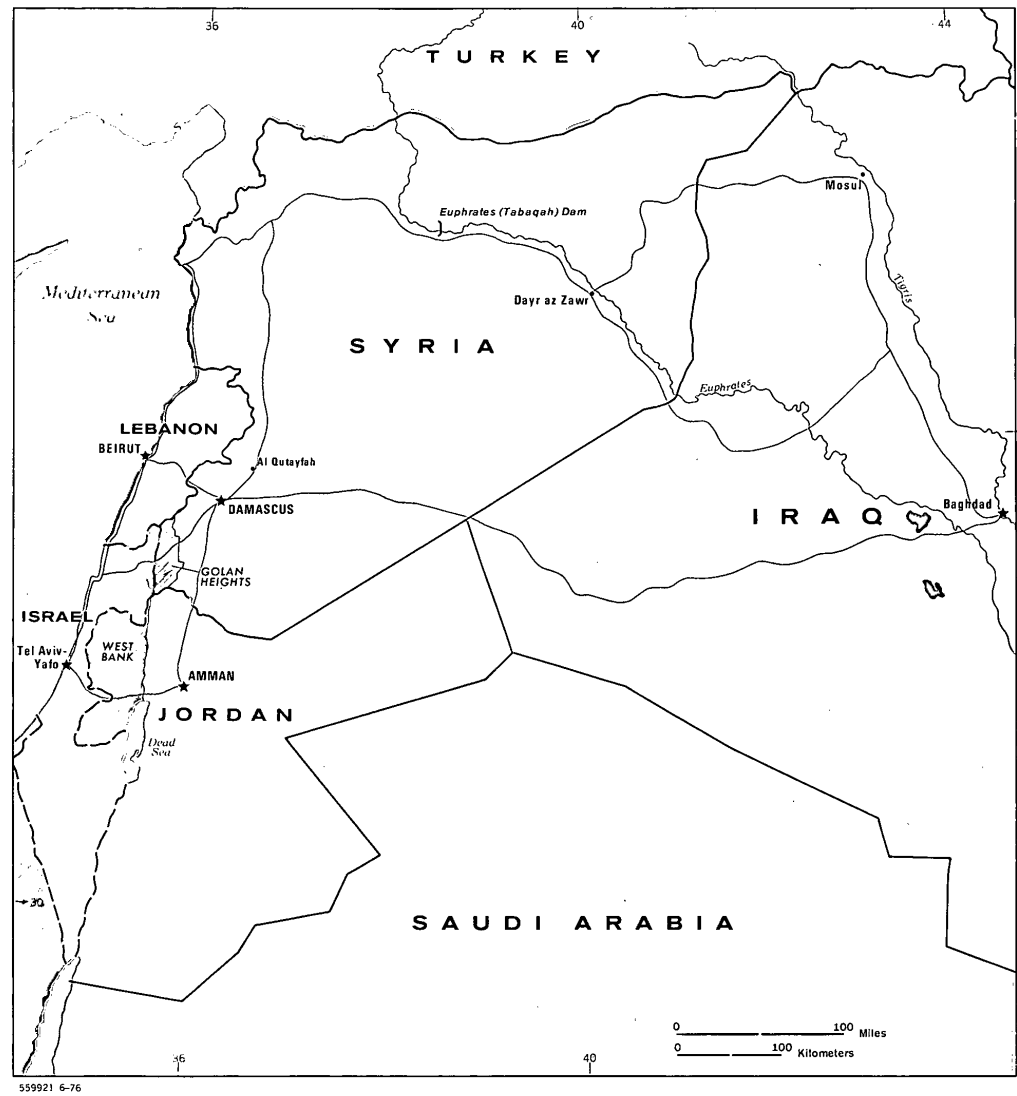 36
40
44
TURKEY
Mosul
Euphrates (Tabaqah) Dam
Mediterranean
Sea
Tigris
Dayr az Zawr
SYRIA
Euphrates
LEBANON
BEIRUT
Al Qutayfah
DAMASCUS
Baghdad
IRAQ
GOLAN
HEIGHTS
ISRAEL
WEST
BANK
Tel Aviv-
Yafo
AMMAN
JORDAN
Dead
Sea
30
SAUDI ARABIA
0 100 Miles
0 100 Kilometers
36
40
559921 6-76